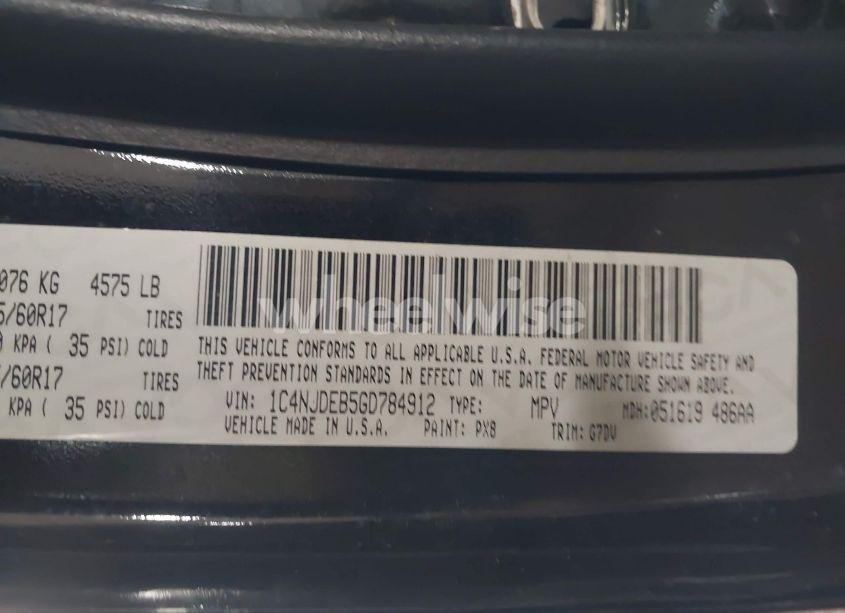 076 KG 4575 LB
5/60R17 TIRES
KPA ( 35 PSI) COLD
/60R17 TIRES
KPA ( 35 PSI) COLD
THIS VEHICLE CONFORMS TO ALL APPLICABLE U.S.A. FEDERAL MOTOR VEHICLE SAFETY AND
THEFT PREVENTION STANDARDS IN EFFECT ON THE DATE OF MANUFACTURE SHOWN ABOVE.
VIN: 1C4NJDEB5GD784912 TYPE: MPV MDH:051619 486AA
VEHICLE MADE IN U.S.A. PAINT: PX8 TRIM: G7DV
wheelwise